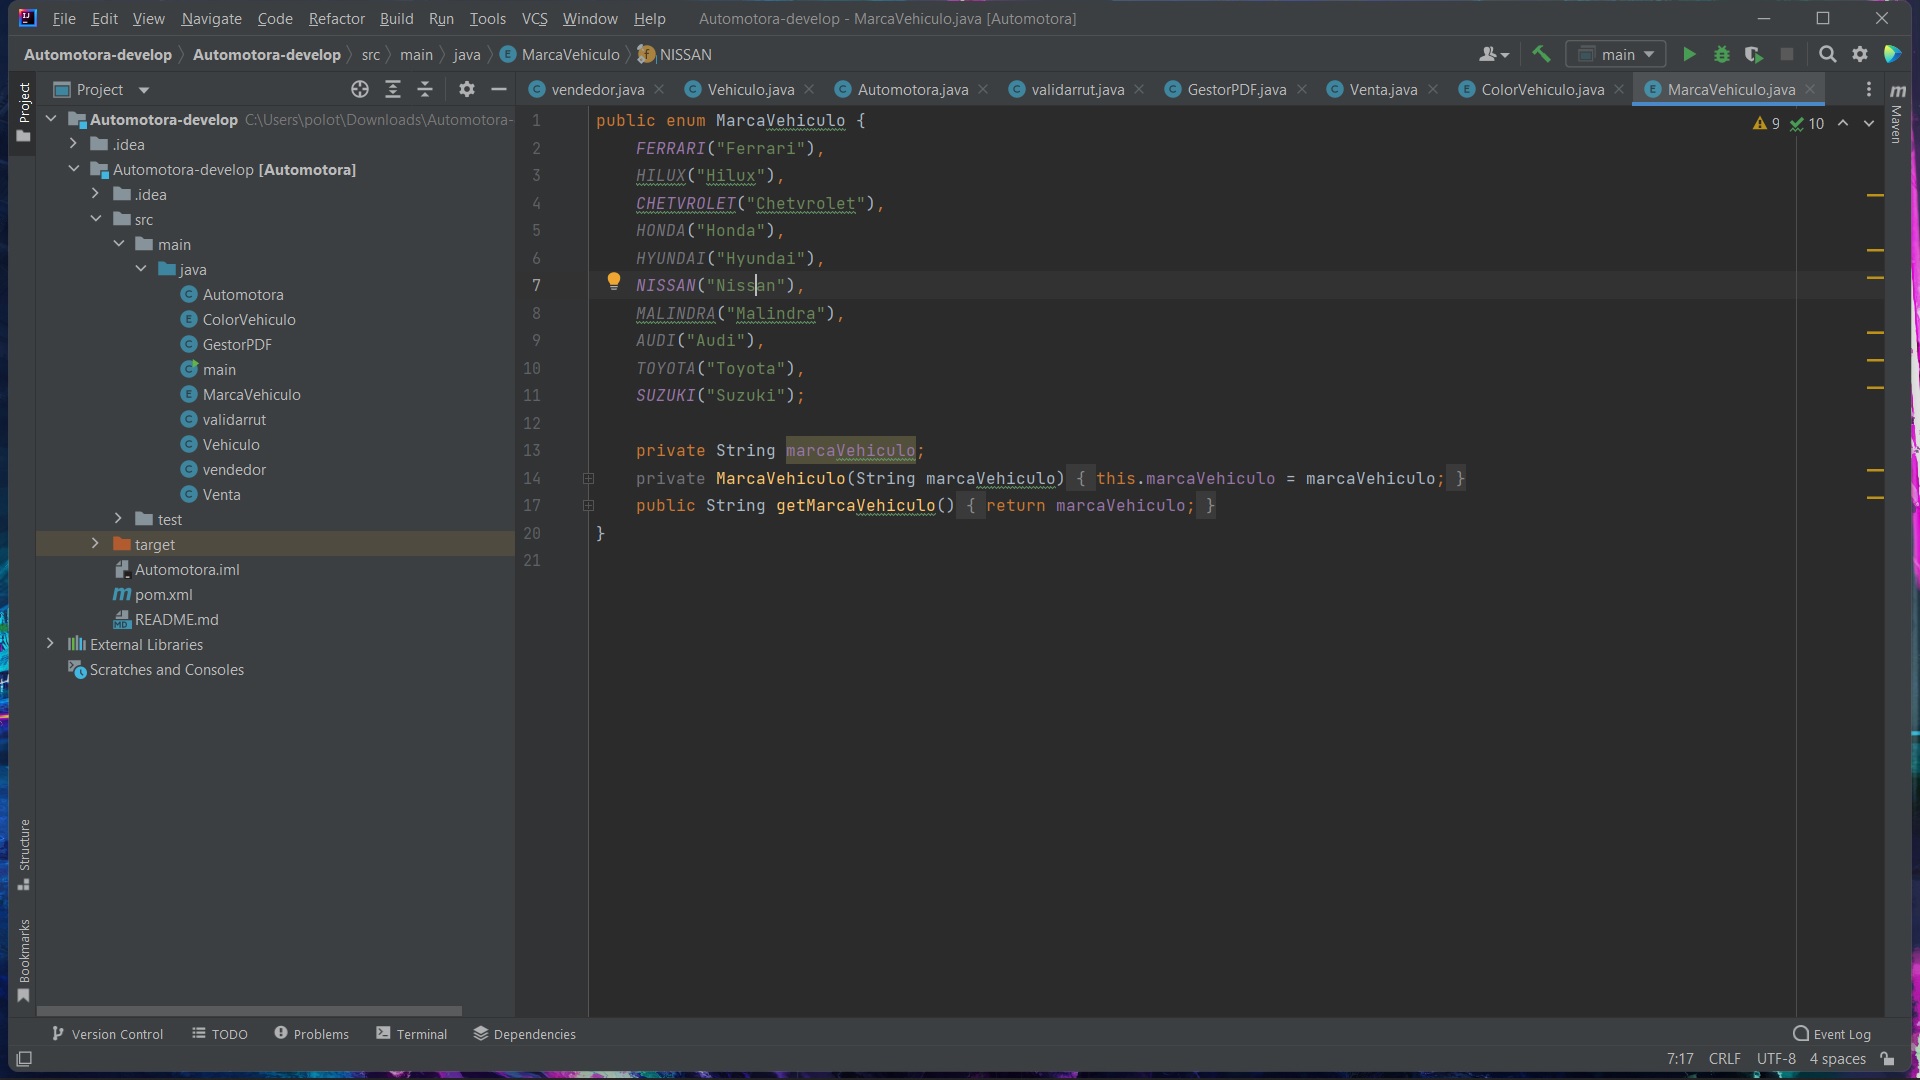 File Edit View Navigate Code Refactor Build Run Tools VCS Window Help Automotora-develop - MarcaVehiculo.java [Automotora]
Automotora-develop Automotora-develop src main java MarcaVehiculo NISSAN main
Project
Project
vendedor.java Vehiculo.java Automotora.java validarrut.java GestorPDF.java Venta.java ColorVehiculo.java MarcaVehiculo.java
Maven
Automotora-develop C:\Users\polot\Downloads\Automotora-
.idea
Automotora-develop [Automotora]
.idea
src
main
java
Automotora
ColorVehiculo
GestorPDF
main
MarcaVehiculo
validarrut
Vehiculo
vendedor
Venta
test
target
Automotora.iml
pom.xml
README.md
External Libraries
Scratches and Consoles
Structure
Bookmarks
9 10
1 public enum MarcaVehiculo {
2 FERRARI("Ferrari"),
3 HILUX("Hilux"),
4 CHETVROLET("Chetvrolet"),
5 HONDA("Honda"),
6 HYUNDAI("Hyundai"),
7 NISSAN("Nissan"),
8 MALINDRA("Malindra"),
9 AUDI("Audi"),
10 TOYOTA("Toyota"),
11 SUZUKI("Suzuki");
12
13 private String marcaVehiculo;
14 private MarcaVehiculo(String marcaVehiculo) { this.marcaVehiculo = marcaVehiculo; }
17 public String getMarcaVehiculo() { return marcaVehiculo; }
20 }
21
Version Control TODO Problems Terminal Dependencies Event Log
7:17 CRLF UTF-8 4 spaces